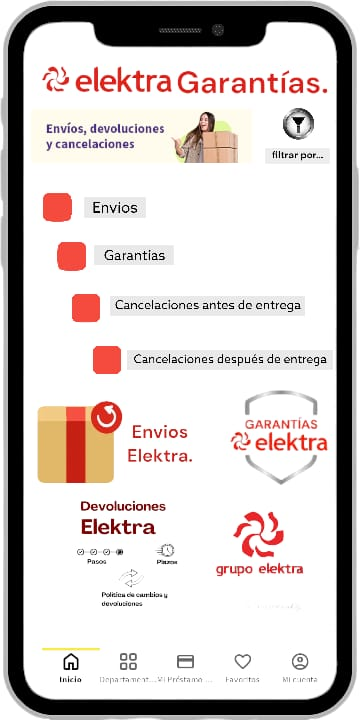 elektra Garantías.
Envíos, devoluciones
y cancelaciones
filtrar por...
Envios
Garantias
Cancelaciones antes de entrega
Cancelaciones después de entrega
Envios
Elektra.
GARANTÍAS
elektra
Devoluciones
Elektra
Pasos
Plazos
Política de cambios y
devoluciones
grupo elektra
Inicio
Departament...
Mi Préstamo ...
Favoritos
Mi cuenta